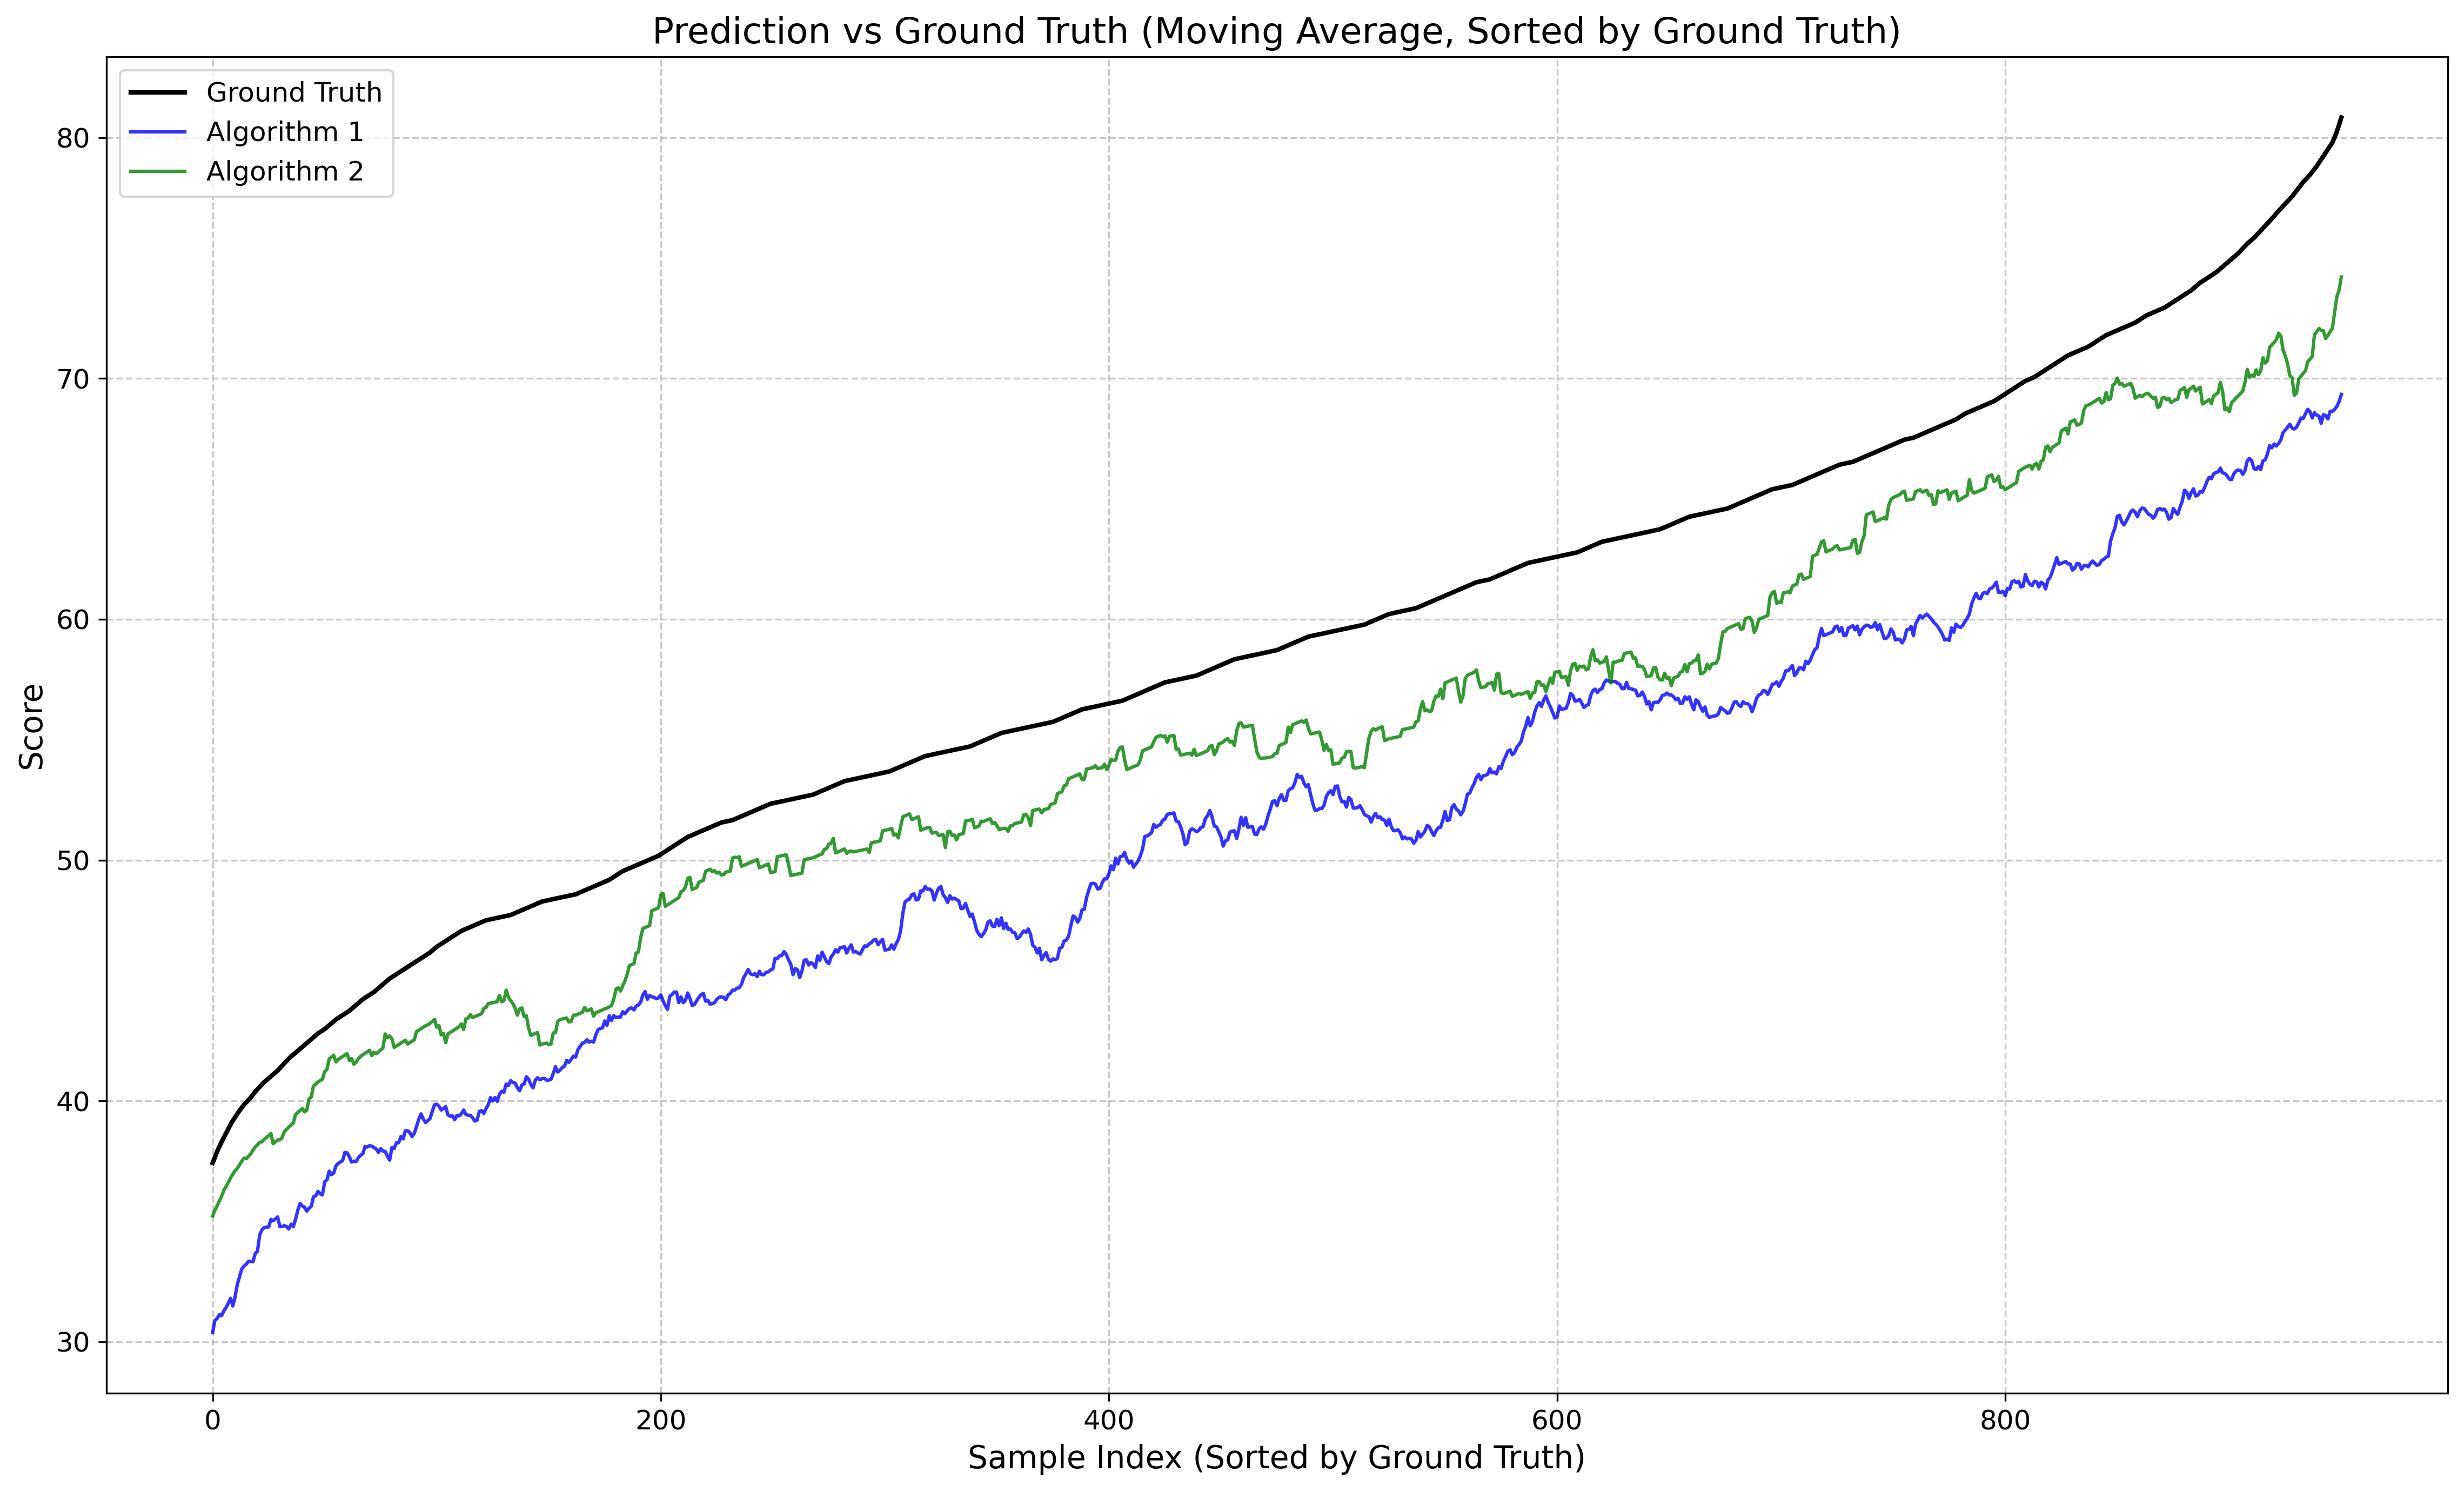 Prediction vs Ground Truth (Moving Average, Sorted by Ground Truth)
Ground Truth
Algorithm 1
Algorithm 2
Score
80
70
60
50
40
30
0
200
400
600
800
Sample Index (Sorted by Ground Truth)